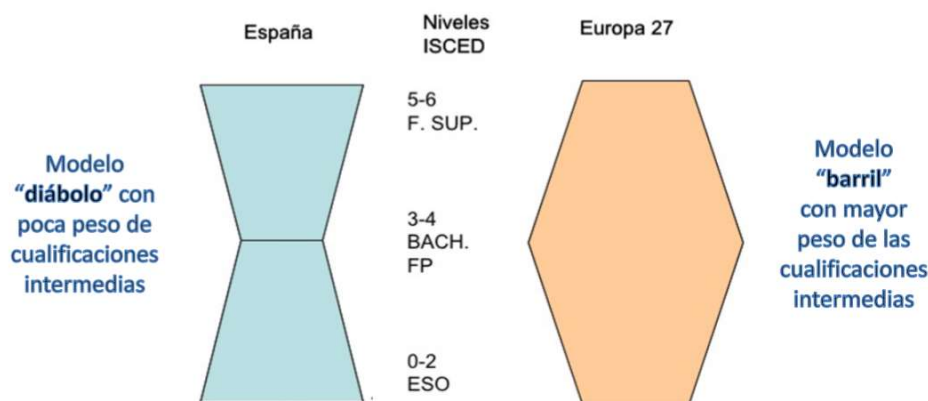 España
Niveles
ISCED
Europa 27
Modelo
“diábolo” con
poca peso de
cualificaciones
intermedias
5-6
F. SUP.
3-4
BACH.
FP
0-2
ESO
Modelo
“barril”
con mayor
peso de las
cualificaciones
intermedias